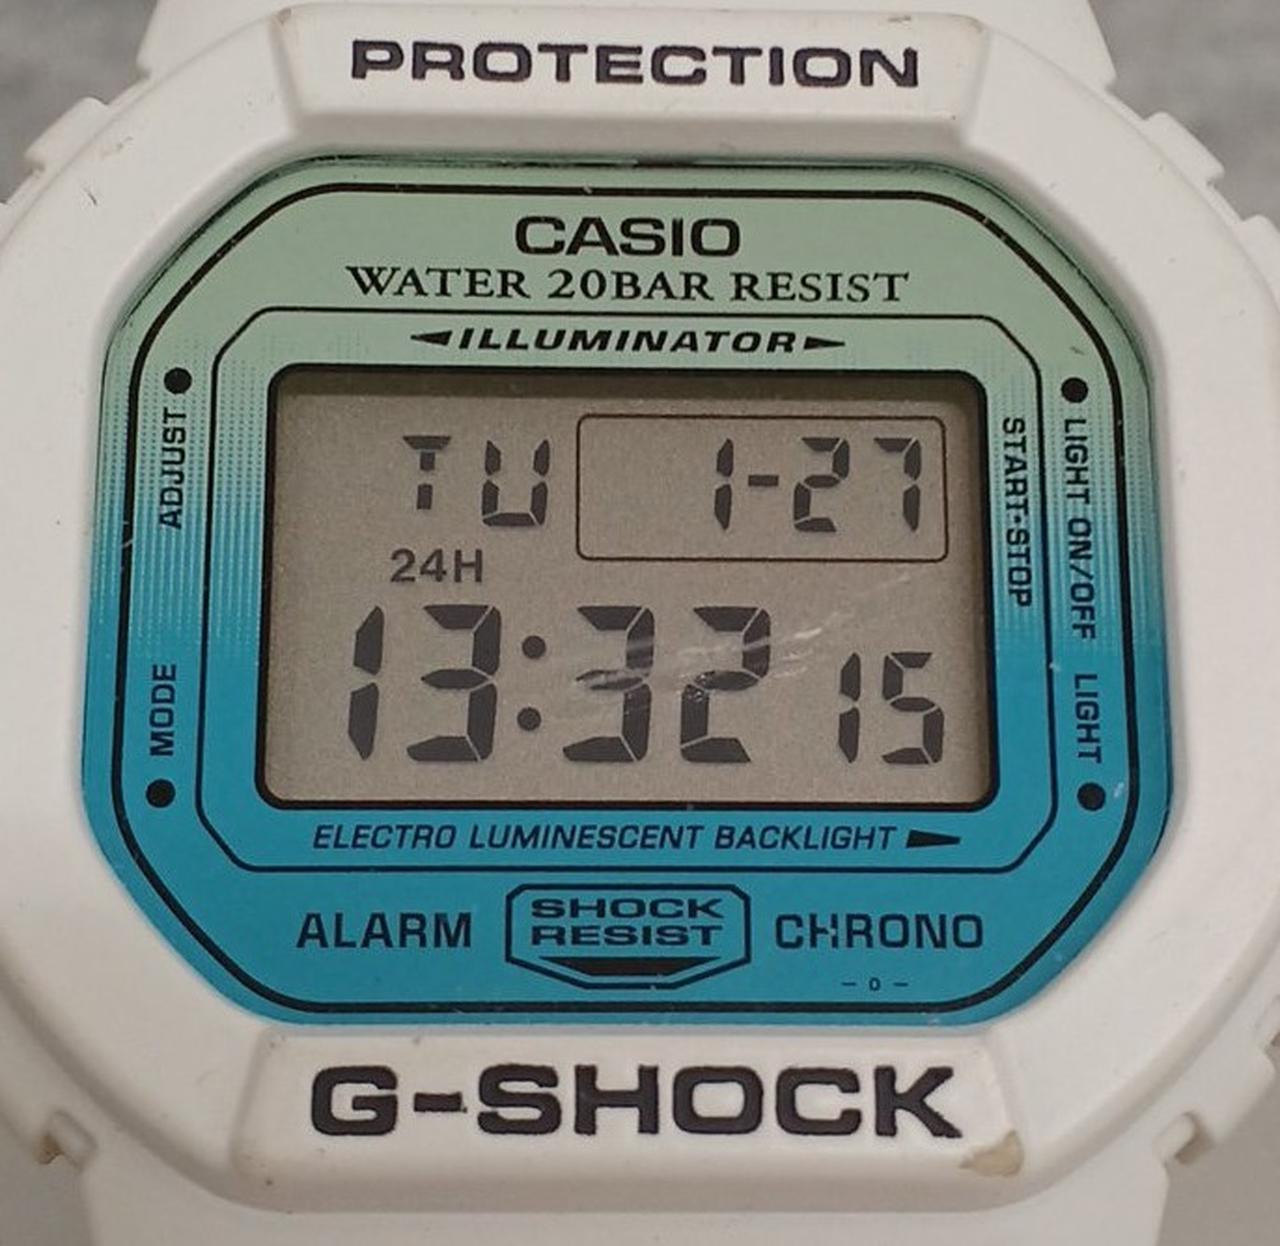 PROTECTION
CASIO
WATER 20BAR RESIST
ILLUMINATOR
ADJUST
MODE
TU 1-27
24H
13:32 15
START·STOP
LIGHT ON/OFF
LIGHT
ELECTRO LUMINESCENT BACKLIGHT
ALARM
SHOCK
RESIST
CHRONO
- 0 -
G-SHOCK